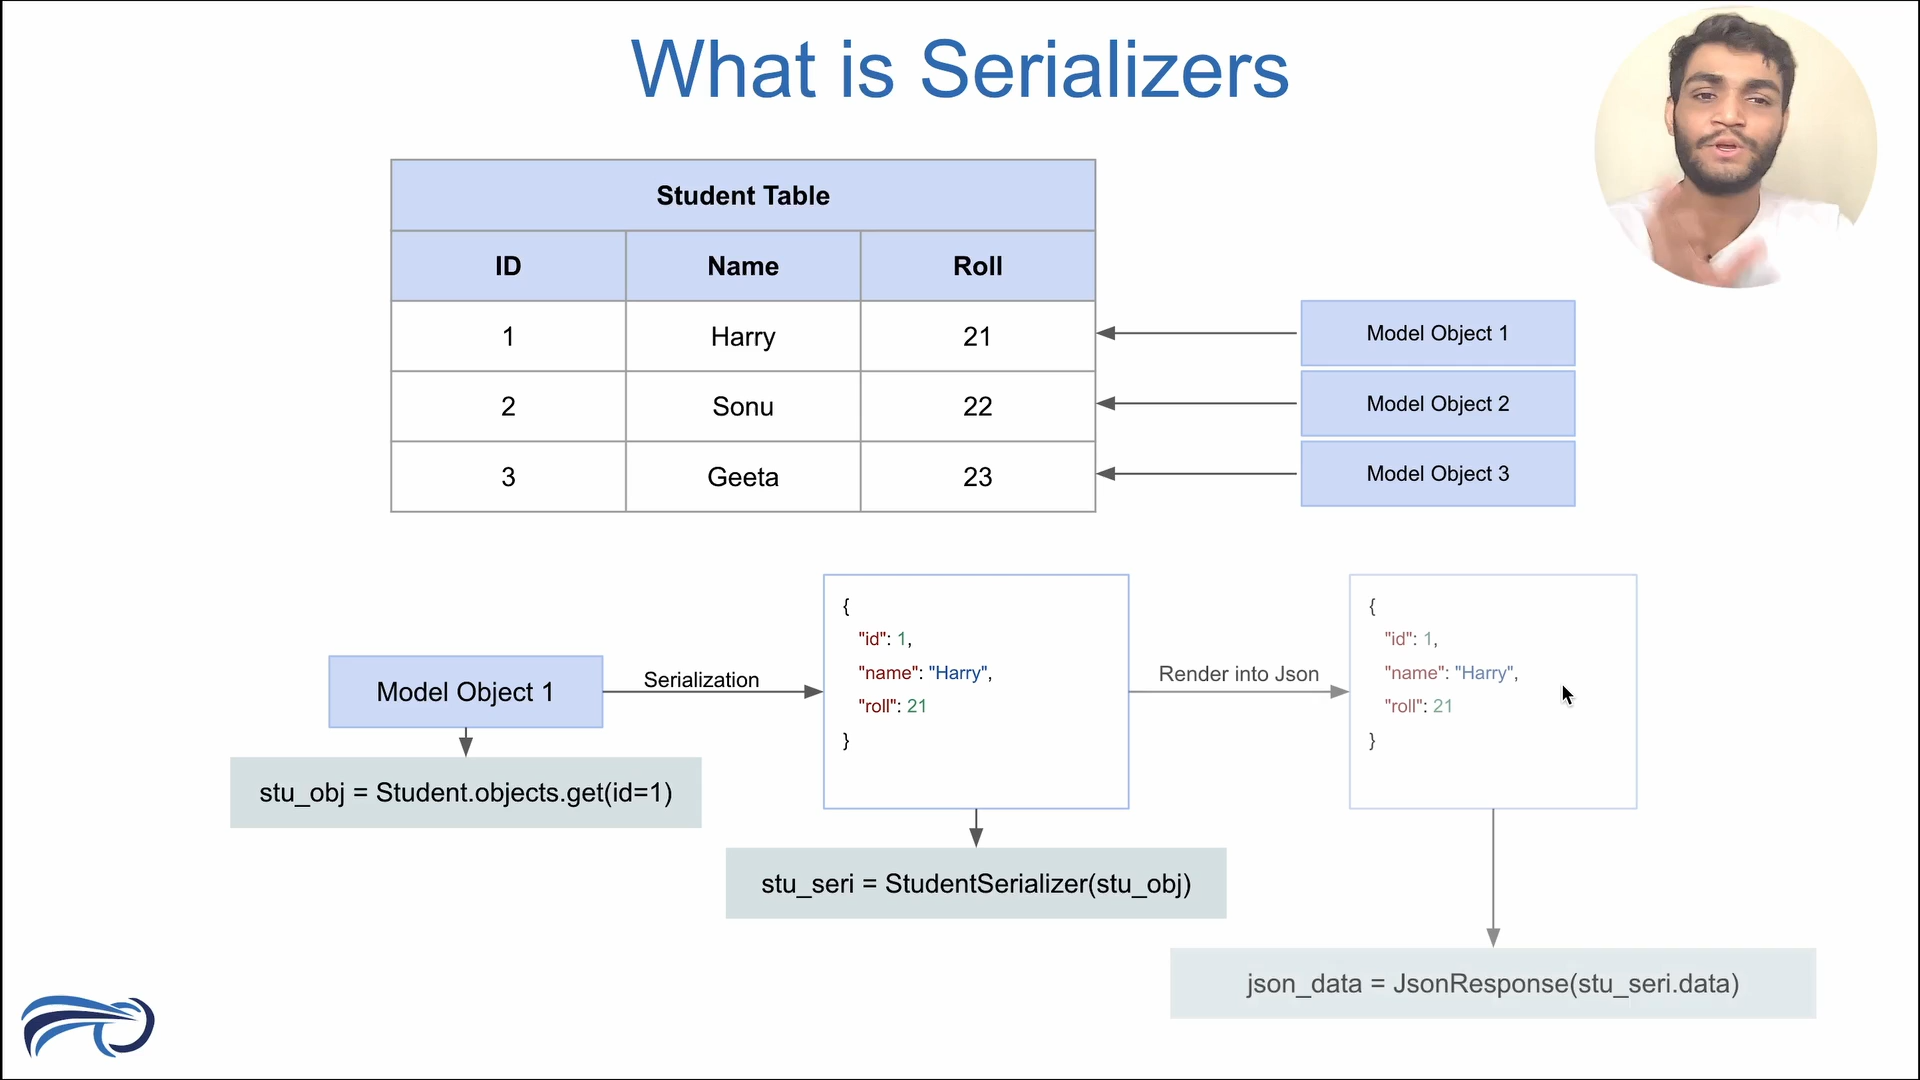 What is Serializers
Student Table
ID Name Roll
1 Harry 21
2 Sonu 22
3 Geeta 23
Model Object 1
Model Object 2
Model Object 3
Model Object 1
Serialization
{
"id": 1,
"name": "Harry",
"roll": 21
}
Render into Json
{
"id": 1,
"name": "Harry",
"roll": 21
}
stu_obj = Student.objects.get(id=1)
stu_seri = StudentSerializer(stu_obj)
json_data = JsonResponse(stu_seri.data)